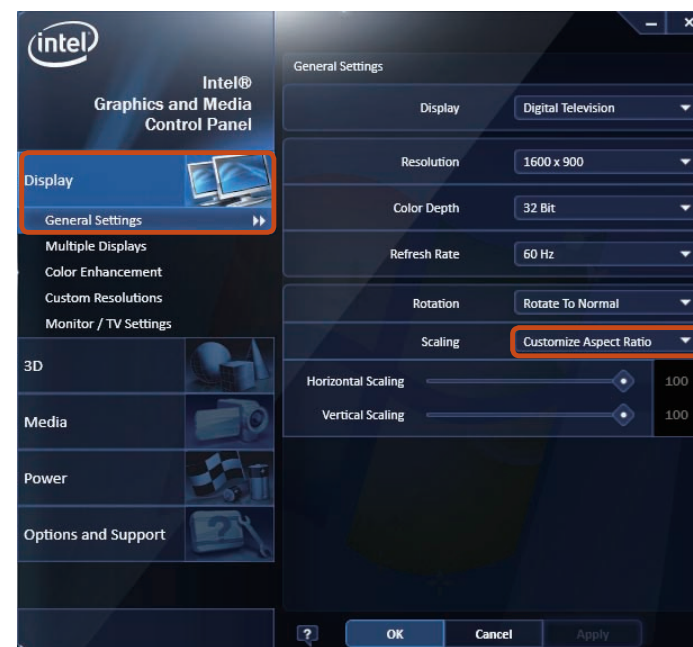 intel
Intel®
Graphics and Media
Control Panel
Display
General Settings
Multiple Displays
Color Enhancement
Custom Resolutions
Monitor / TV Settings
3D
Media
Power
Options and Support
General Settings
Display Digital Television
Resolution 1600 x 900
Color Depth 32 Bit
Refresh Rate 60 Hz
Rotation Rotate To Normal
Scaling Customize Aspect Ratio
Horizontal Scaling 100
Vertical Scaling 100
? OK Cancel Apply